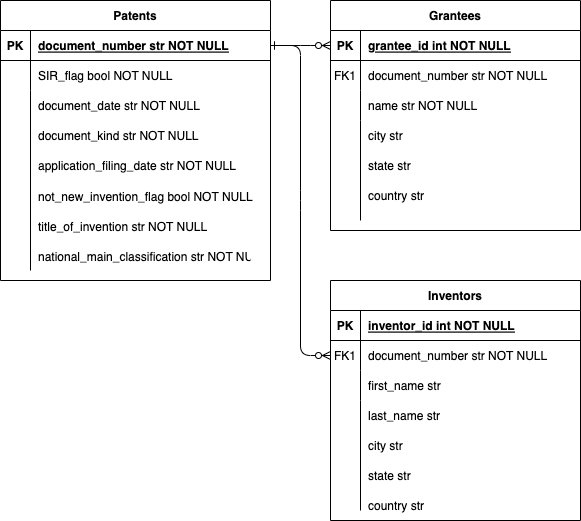 Patents
PK document_number str NOT NULL
SIR_flag bool NOT NULL
document_date str NOT NULL
document_kind str NOT NULL
application_filing_date str NOT NULL
not_new_invention_flag bool NOT NULL
title_of_invention str NOT NULL
national_main_classification str NOT NU
Grantees
PK grantee_id int NOT NULL
FK1 document_number str NOT NULL
name str NOT NULL
city str
state str
country str
Inventors
PK inventor_id int NOT NULL
FK1 document_number str NOT NULL
first_name str
last_name str
city str
state str
country str